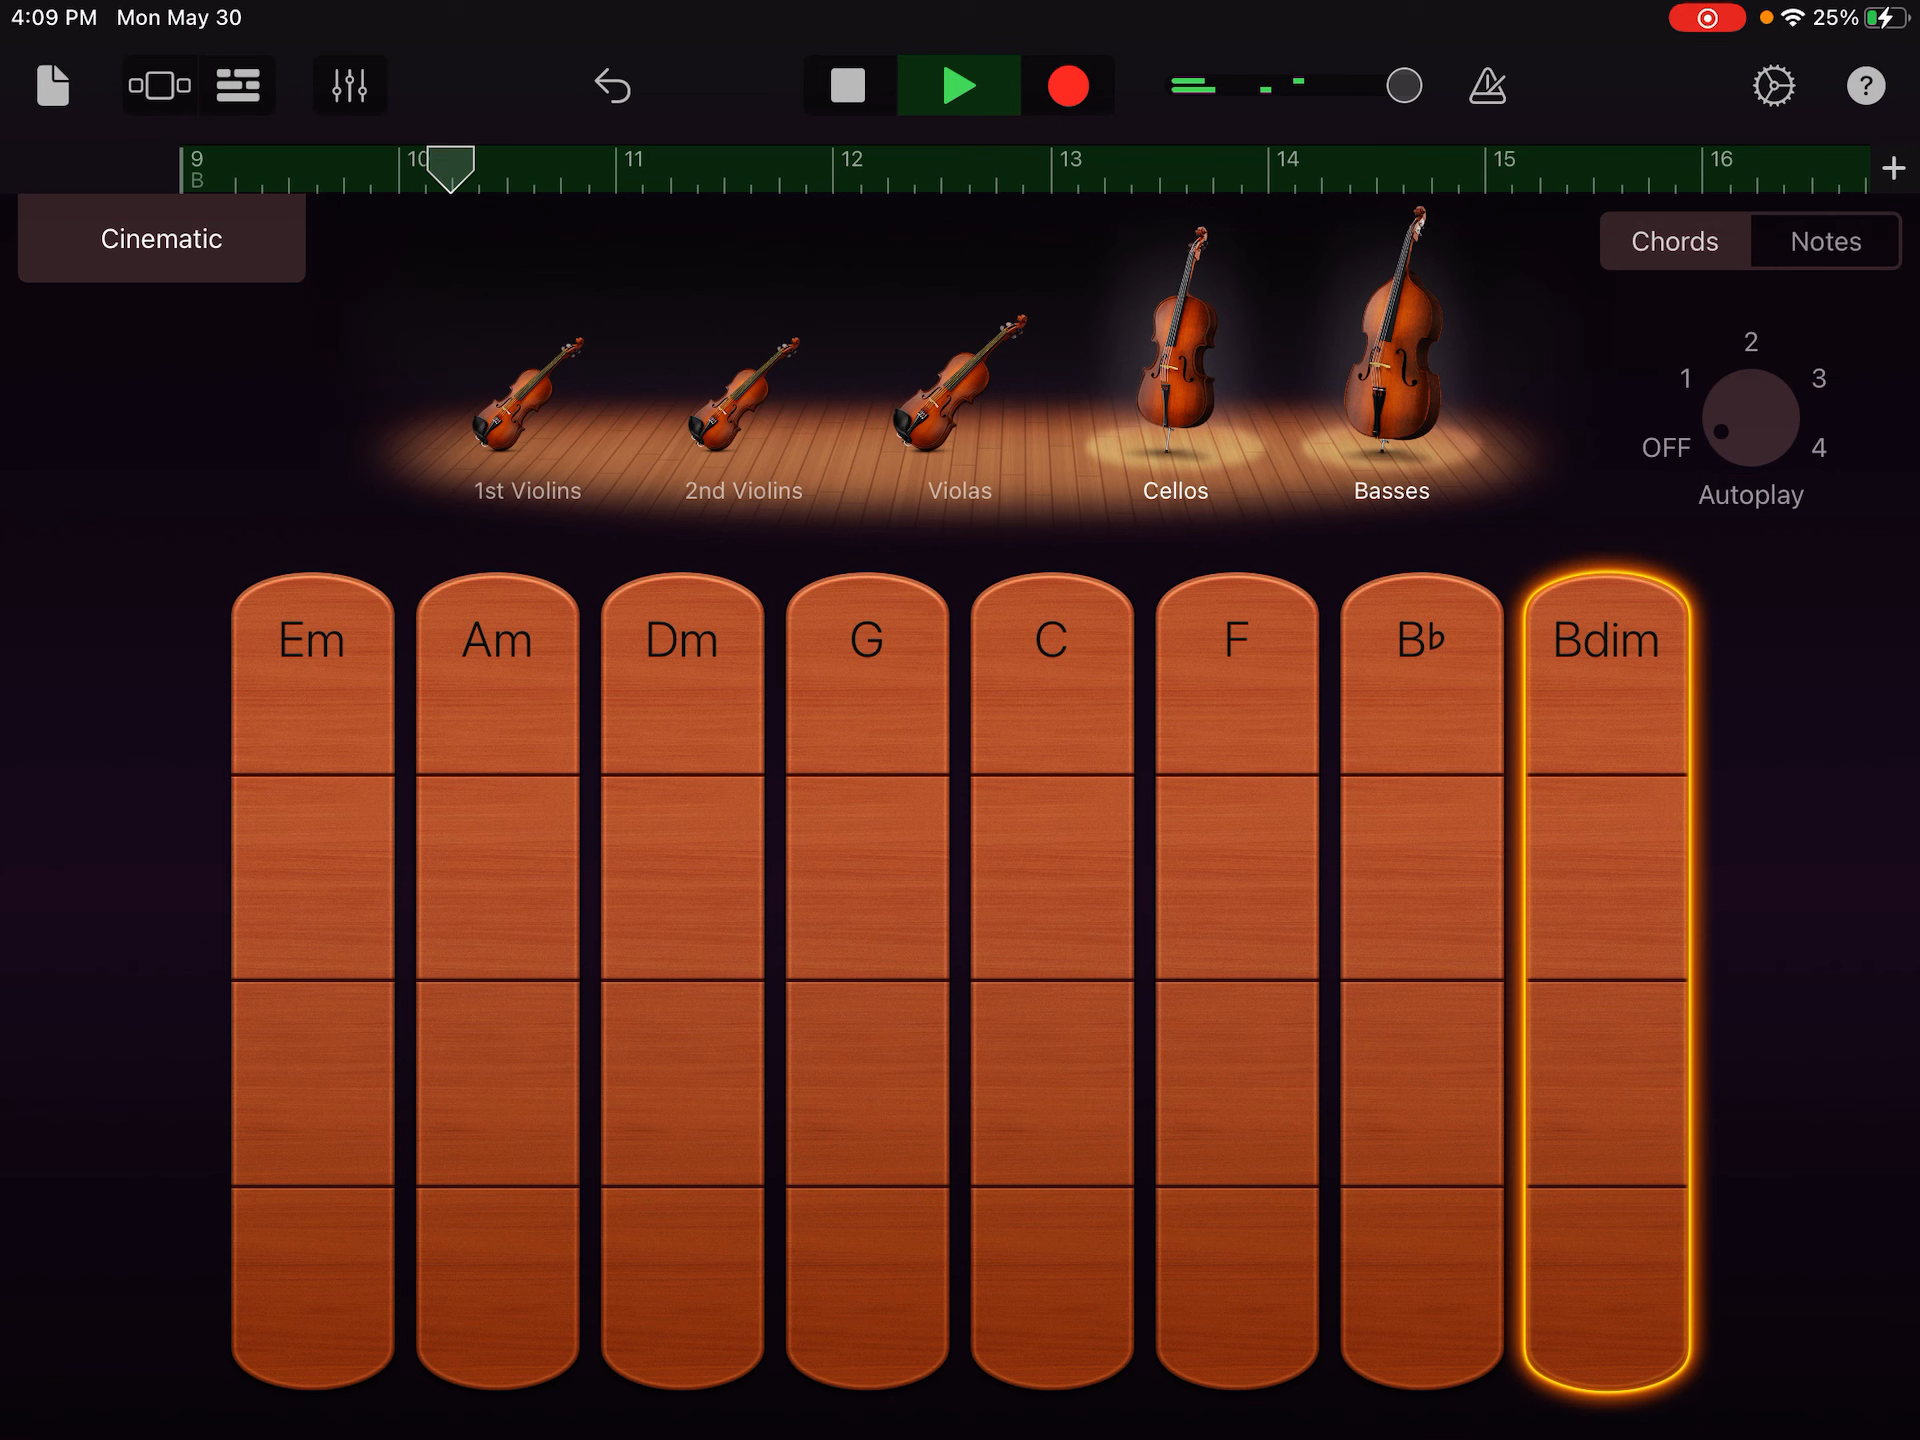 4:09 PM Mon May 30 25%
?
9 10 11 12 13 14 15 16
B
Cinematic
Chords Notes
2
1 3
OFF 4
Autoplay
1st Violins 2nd Violins Violas Cellos Basses
Em Am Dm G C F B♭ Bdim